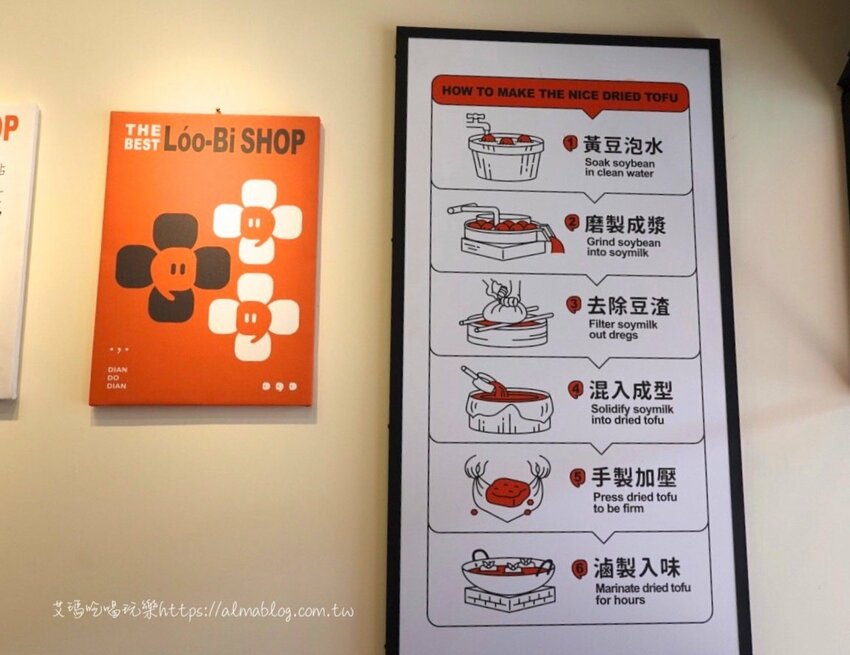 OP
THE
BEST
Lóo-Bi SHOP
DIAN
DO
DIAN
HOW TO MAKE THE NICE DRIED TOFU
1 黃豆泡水
Soak soybean
in clean water
2 磨製成漿
Grind soybean
into soymilk
3 去除豆渣
Filter soymilk
out dregs
4 混入成型
Solidify soymilk
into dried tofu
5 手製加壓
Press dried tofu
to be firm
6 滷製入味
Marinate dried tofu
for hours
艾瑪吃喝玩樂https://almablog.com.tw